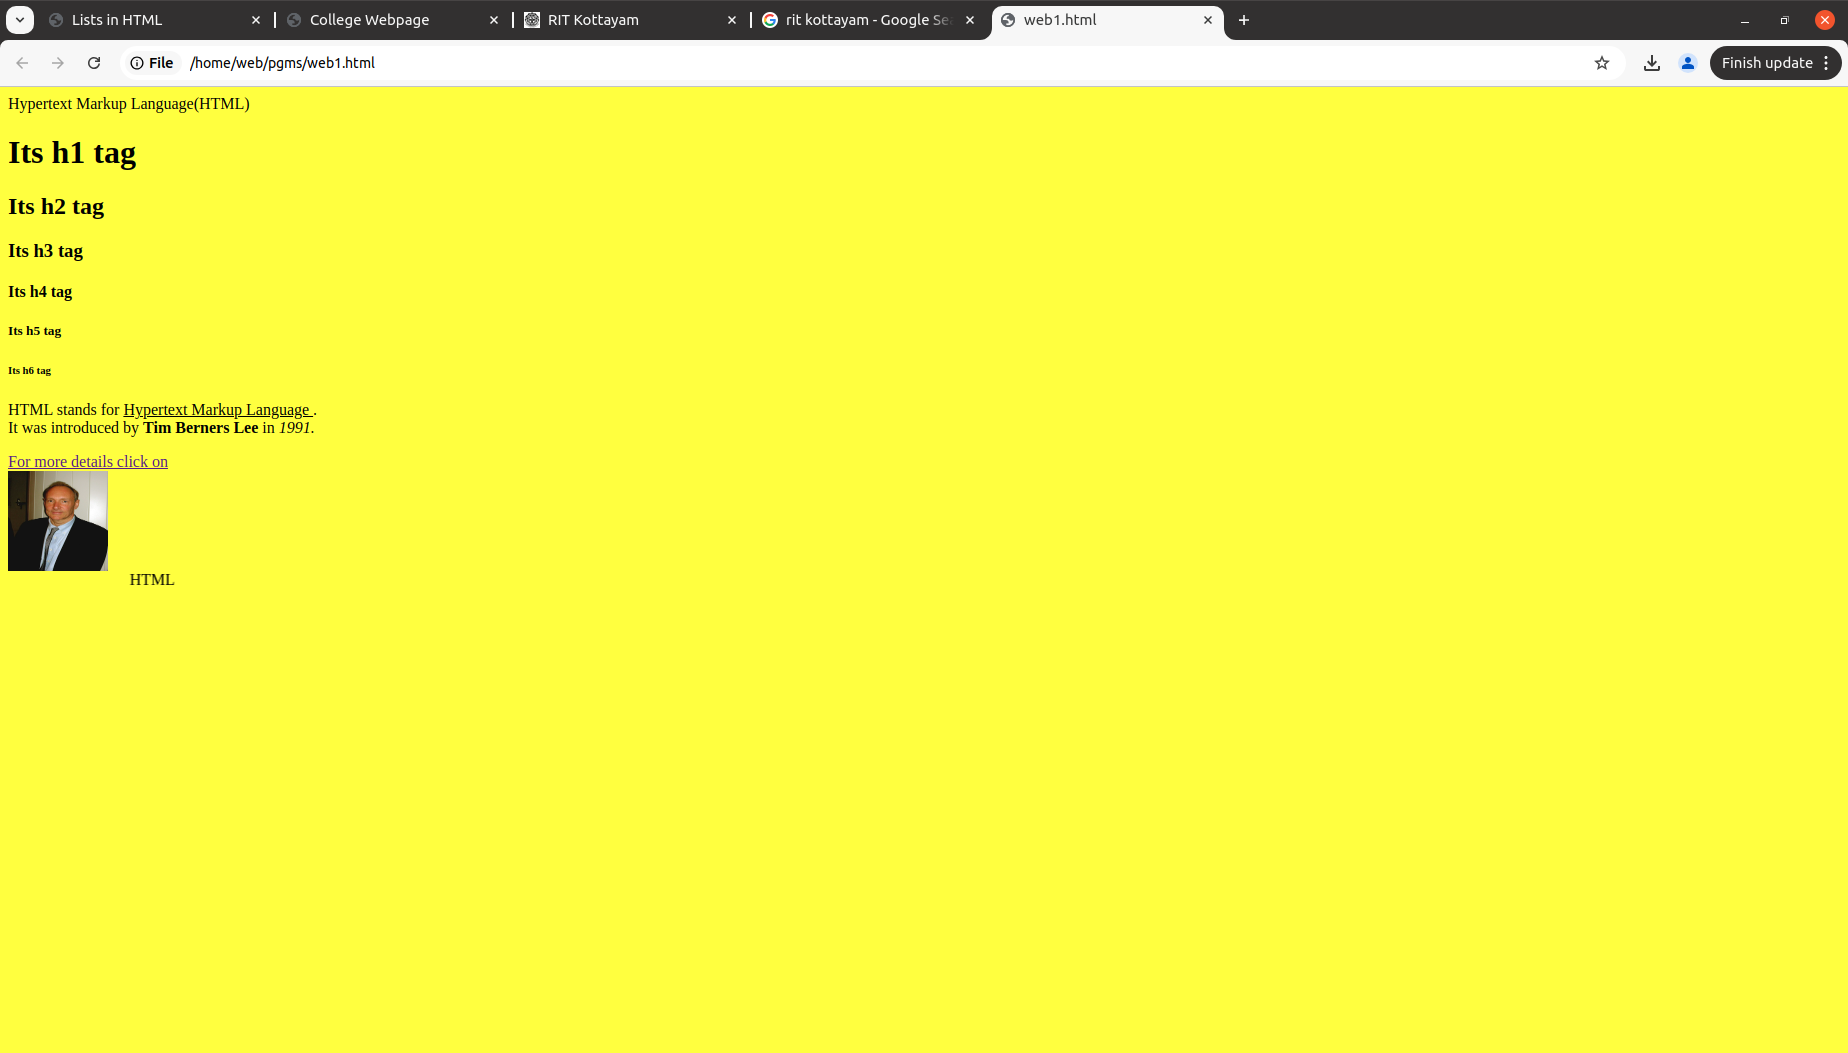 Lists in HTML
College Webpage
RIT Kottayam
rit kottayam - Google Se
web1.html
File /home/web/pgms/web1.html
Finish update
Hypertext Markup Language(HTML)
Its h1 tag
Its h2 tag
Its h3 tag
Its h4 tag
Its h5 tag
Its h6 tag
HTML stands for Hypertext Markup Language .
It was introduced by Tim Berners Lee in 1991.
For more details click on
HTML